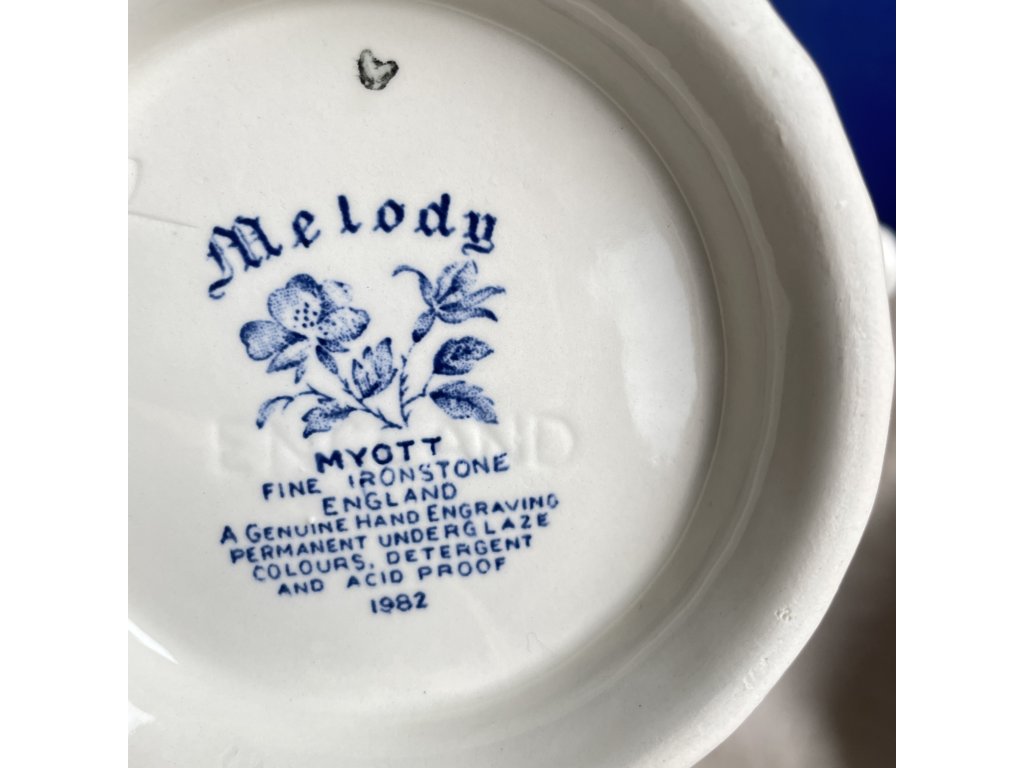 Melody
ENGLAND
MYOTT
FINE IRONSTONE
ENGLAND
A GENUINE HAND ENGRAVING
PERMANENT UNDERGLAZE
COLOURS, DETERGENT
AND ACID PROOF
1982